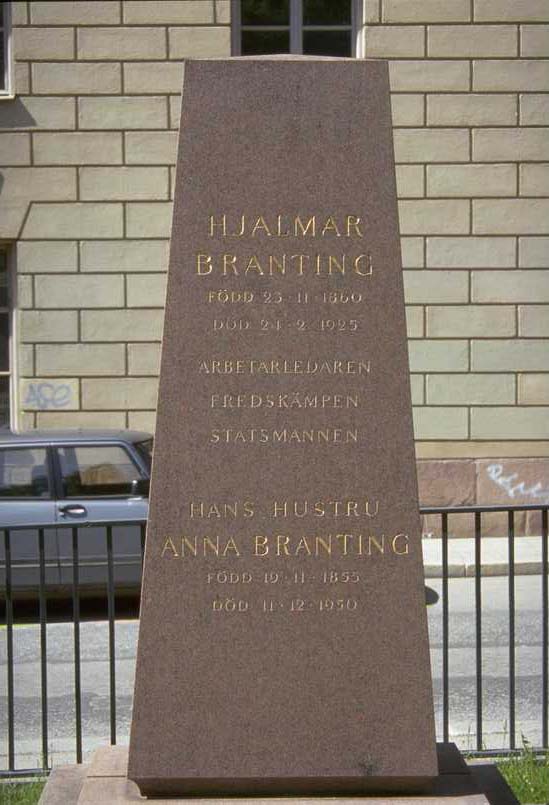 HJALMAR
BRANTING
FÖDD 23·11·1860
DÖD 24·2·1925
ARBETARLEDAREN
FREDSKÄMPEN
STATSMANNEN
HANS HUSTRU
ANNA BRANTING
FÖDD 19·11·1855
DÖD 11·12·1950